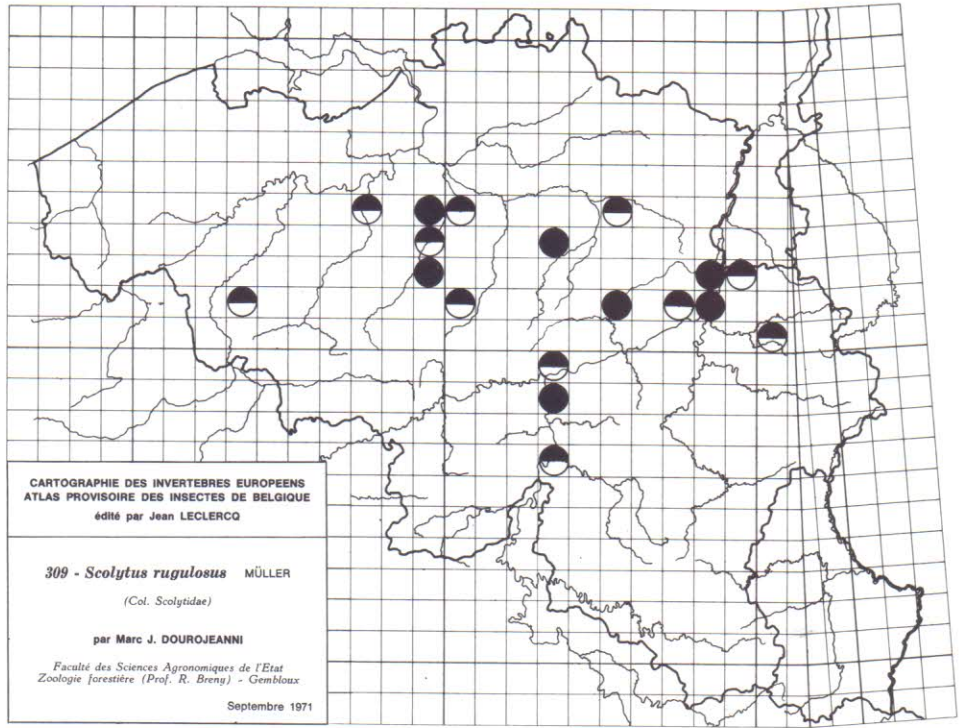 CARTOGRAPHIE DES INVERTEBRES EUROPEENS
ATLAS PROVISOIRE DES INSECTES DE BELGIQUE
édité par Jean LECLERCQ
309 - Scolytus rugulosus MÜLLER
(Col. Scolytidae)
par Marc J. DOUROJEANNI
Faculté des Sciences Agronomiques de l'Etat
Zoologie forestière (Prof. R. Breny) - Gembloux
Septembre 1971